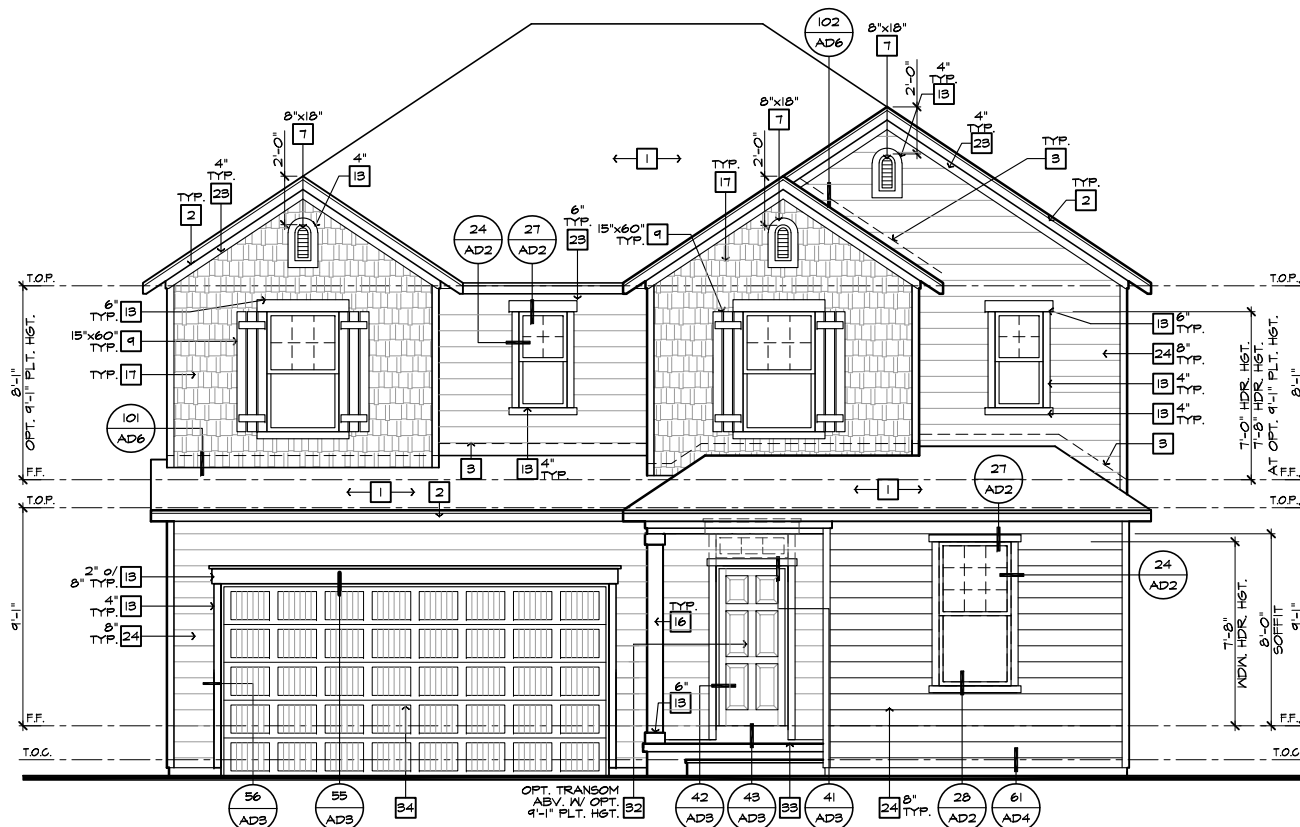 102
AD6
8"x18"
7
2'-0"
4"
TYP.
13
8"x18"
7
2'-0"
4"
13
4"
TYP.
23
TYP.
2
1
8"x18"
7
2'-0"
TYP.
17
4"
TYP.
23
TYP.
3
TYP.
2
24
AD2
27
AD2
6"
TYP.
23
15"x60"
TYP.
9
T.O.P.
T.O.P.
6"
13
15"x60"
TYP.
9
TYP.
17
8'-1"
OPT. 9'-1" PLT. HGT.
101
AD6
13
6"
TYP.
24
8"
TYP.
13
4"
TYP.
13
4"
TYP.
3
7'-0" HDR. HGT.
7'-8" HDR. HGT.
AT OPT. 9'-1" PLT. HGT.
8'-1"
3
13
4"
TYP.
F.F.
F.F.
1
2
1
27
AD2
T.O.P.
T.O.P.
2" o/
8" TYP.
13
4"
TYP.
13
8"
TYP.
24
9'-1"
TYP.
16
6"
13
24
AD2
7'-8"
WDW. HDR. HGT.
8'-0"
SOFFIT
9'-1"
F.F.
F.F.
T.O.C.
T.O.C.
56
AD3
55
AD3
34
OPT. TRANSOM
ABV. W/ OPT.
9'-1" PLT. HGT.
32
42
AD3
43
AD3
33
41
AD3
24
8"
TYP.
28
AD2
61
AD4